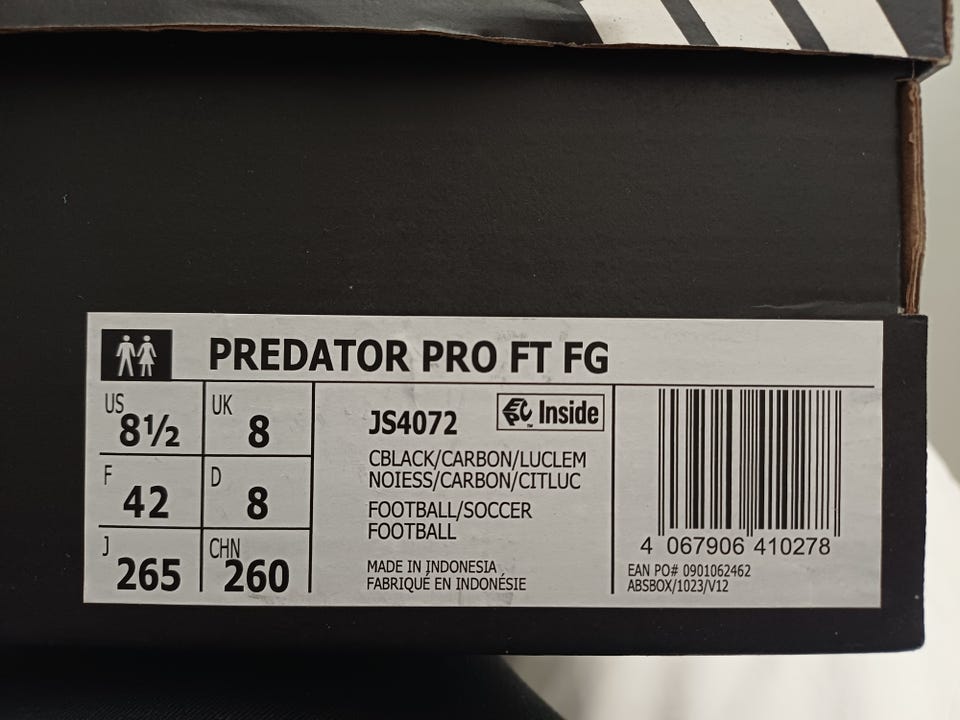 PREDATOR PRO FT FG
US 8½
UK 8
F 42
D 8
J 265
CHN 260
JS4072
Inside
CBLACK/CARBON/LUCLEM
NOIESS/CARBON/CITLUC
FOOTBALL/SOCCER
FOOTBALL
MADE IN INDONESIA
FABRIQUÉ EN INDONÉSIE
4 067906 410278
EAN PO# 0901062462
ABSBOX/1023/V12